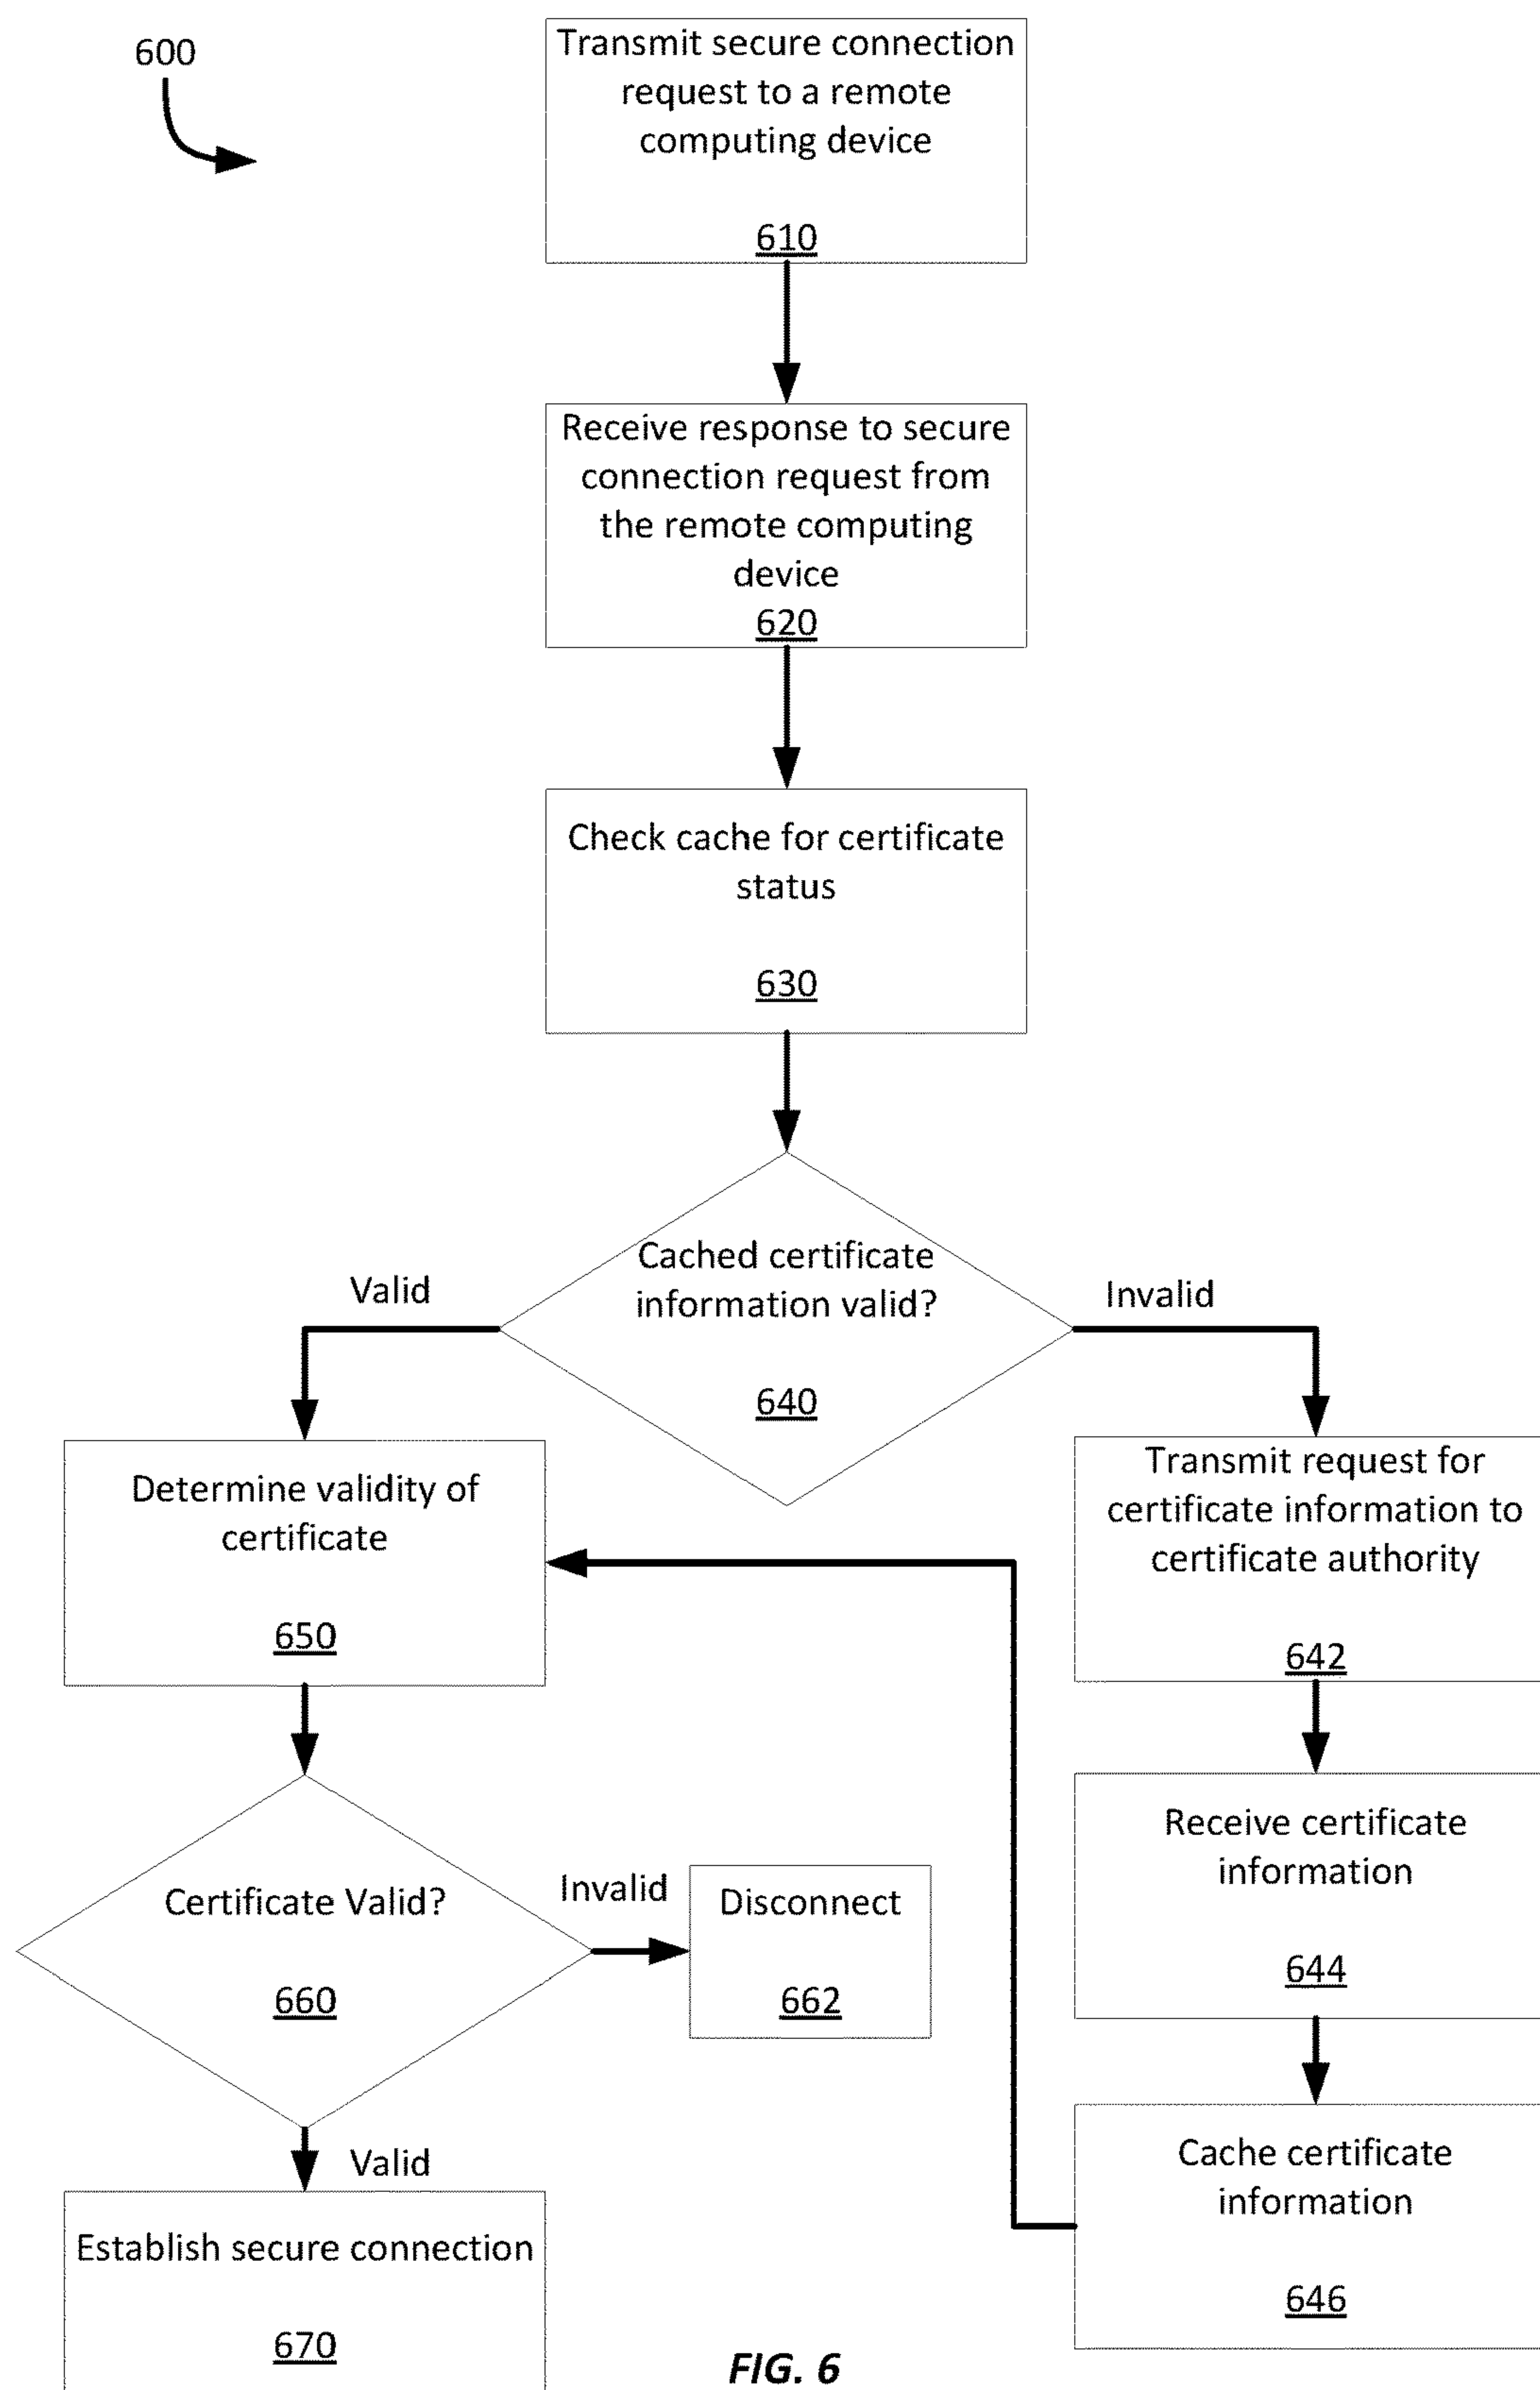 600
Transmit secure connection
request to a remote
computing device
610
Receive response to secure
connection request from
the remote computing
device
620
Check cache for certificate
status
630
Cached certificate
information valid?
640
Valid
Invalid
Determine validity of
certificate
650
Transmit request for
certificate information to
certificate authority
642
Receive certificate
information
644
Certificate Valid?
660
Invalid
Disconnect
662
Valid
Cache certificate
information
646
Establish secure connection
670
FIG. 6